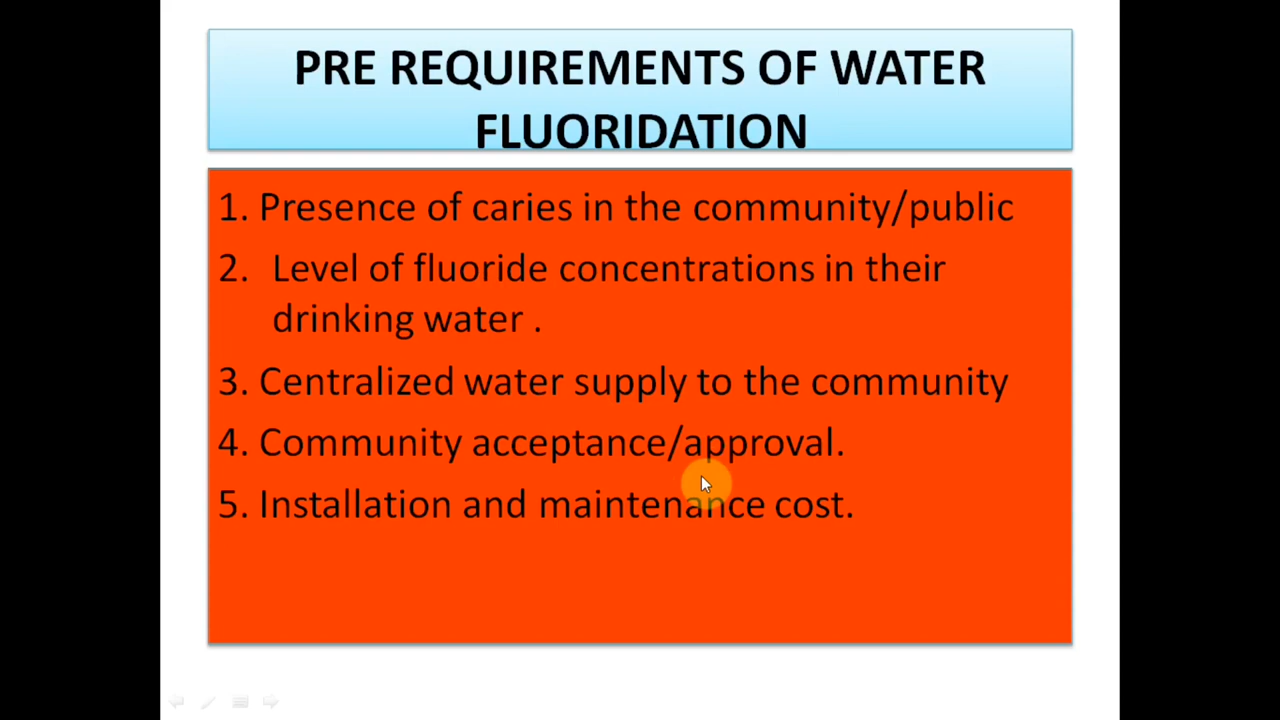 PRE REQUIREMENTS OF WATER
FLUORIDATION
1. Presence of caries in the community/public
2. Level of fluoride concentrations in their
drinking water .
3. Centralized water supply to the community
4. Community acceptance/approval.
5. Installation and maintenance cost.